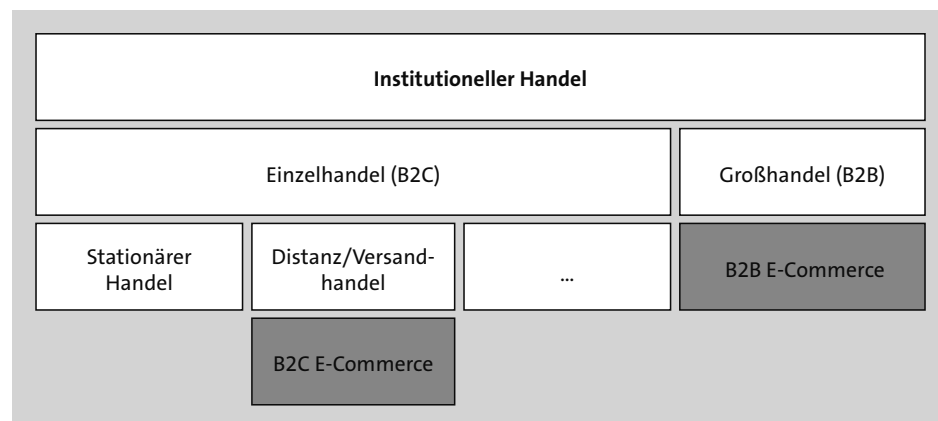 Institutioneller Handel
Einzelhandel (B2C)
Großhandel (B2B)
Stationärer
Handel
Distanz/Versand-
handel
...
B2B E-Commerce
B2C E-Commerce